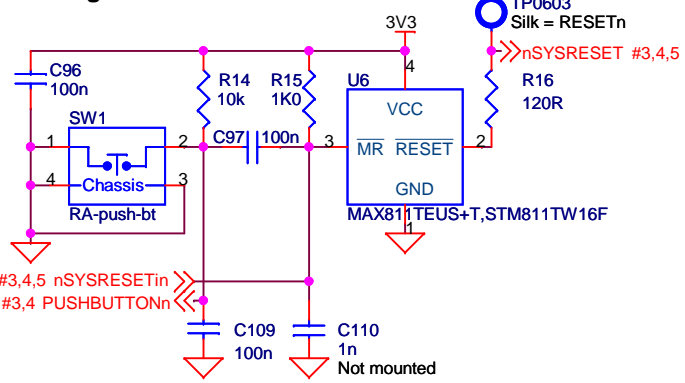 TP0603
Silk = RESETn
3V3
nSYSRESET #3,4,5
C96
100n
4
R14
10k
R15
1K0
U6
R16
120R
VCC
SW1
1
2
C97
100n
3
MR RESET
2
4
Chassis
3
GND
RA-push-bt
MAX811TEUS+T,STM811TW16F
1
#3,4,5 nSYSRESETin
#3,4 PUSHBUTTONn
C109
100n
C110
1n
Not mounted